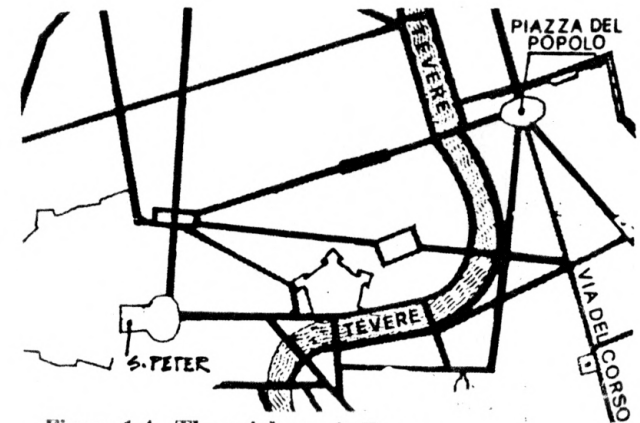 TEVERE
PIAZZA DEL
POPOLO
TEVERE
S. PETER
VIA DEL CORSO